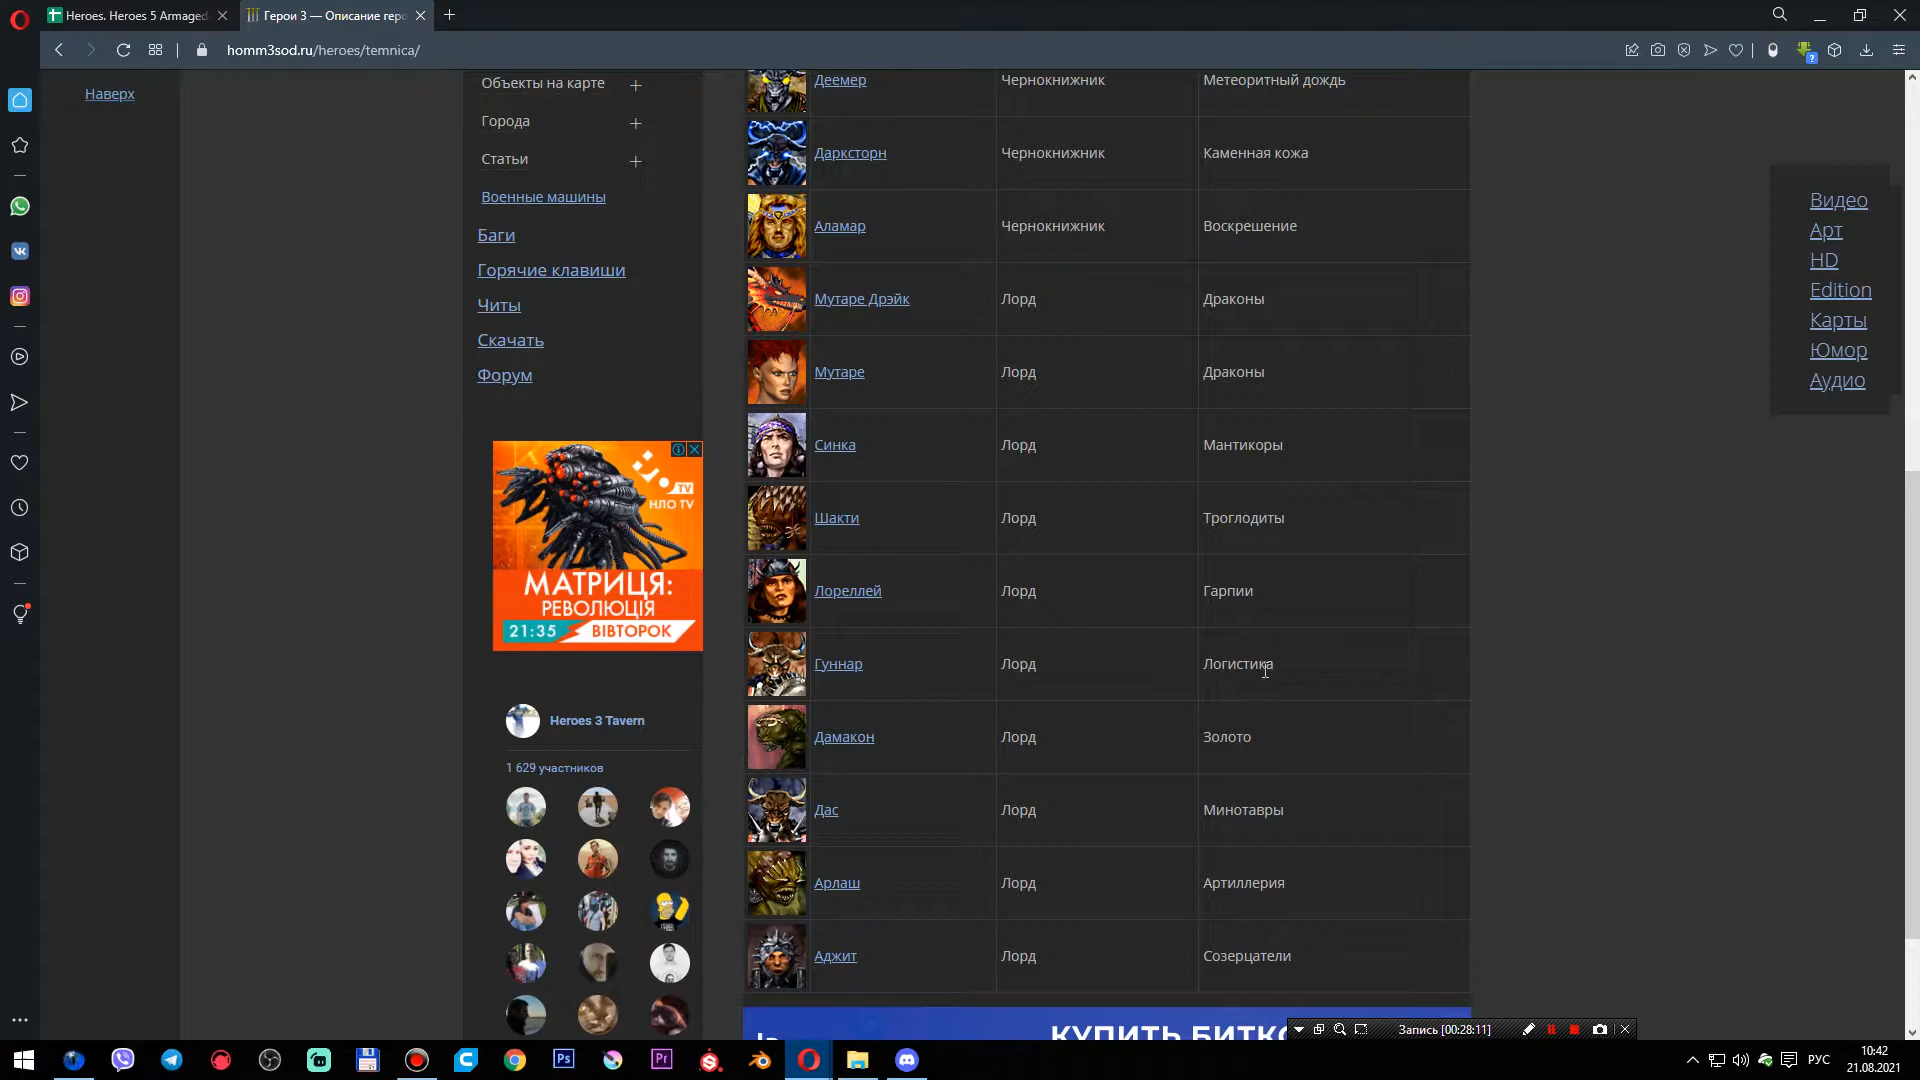 Heroes. Heroes 5 Armaged
Герои 3 — Описание геро
homm3sod.ru/heroes/temnica/
Наверх
Объекты на карте +
Города +
Статьи +
Военные машины
Баги
Горячие клавиши
Читы
Скачать
Форум
TV
НЛО TV
МАТРИЦЯ:
РЕВОЛЮЦІЯ
21:35 ВІВТОРОК
Heroes 3 Tavern
1 629 участников
Деемер Чернокнижник Метеоритный дождь
Дарксторн Чернокнижник Каменная кожа
Аламар Чернокнижник Воскрешение
Мутаре Дрэйк Лорд Драконы
Мутаре Лорд Драконы
Синка Лорд Мантикоры
Шакти Лорд Троглодиты
Лореллей Лорд Гарпии
Гуннар Лорд Логистика
Дамакон Лорд Золото
Дас Лорд Минотавры
Арлаш Лорд Артиллерия
Аджит Лорд Созерцатели
Видео
Арт
HD
Edition
Карты
Юмор
Аудио
Запись [00:28:11]
Ps
Pr
РУС
10:42
21.08.2021